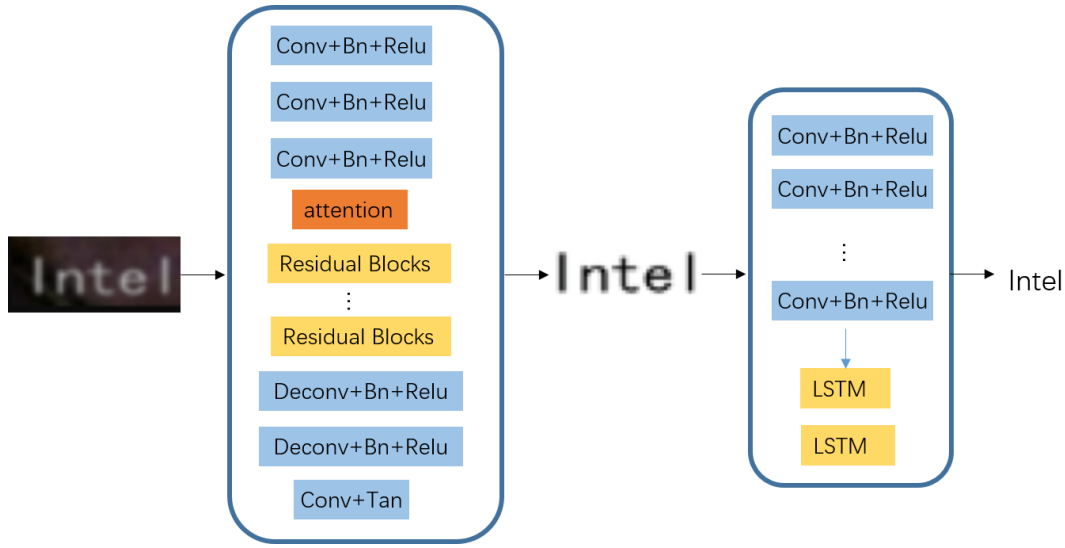 Intel
Conv+Bn+Relu
Conv+Bn+Relu
Conv+Bn+Relu
attention
Residual Blocks
⋮
Residual Blocks
Deconv+Bn+Relu
Deconv+Bn+Relu
Conv+Tan
Intel
Conv+Bn+Relu
Conv+Bn+Relu
⋮
Conv+Bn+Relu
LSTM
LSTM
Intel